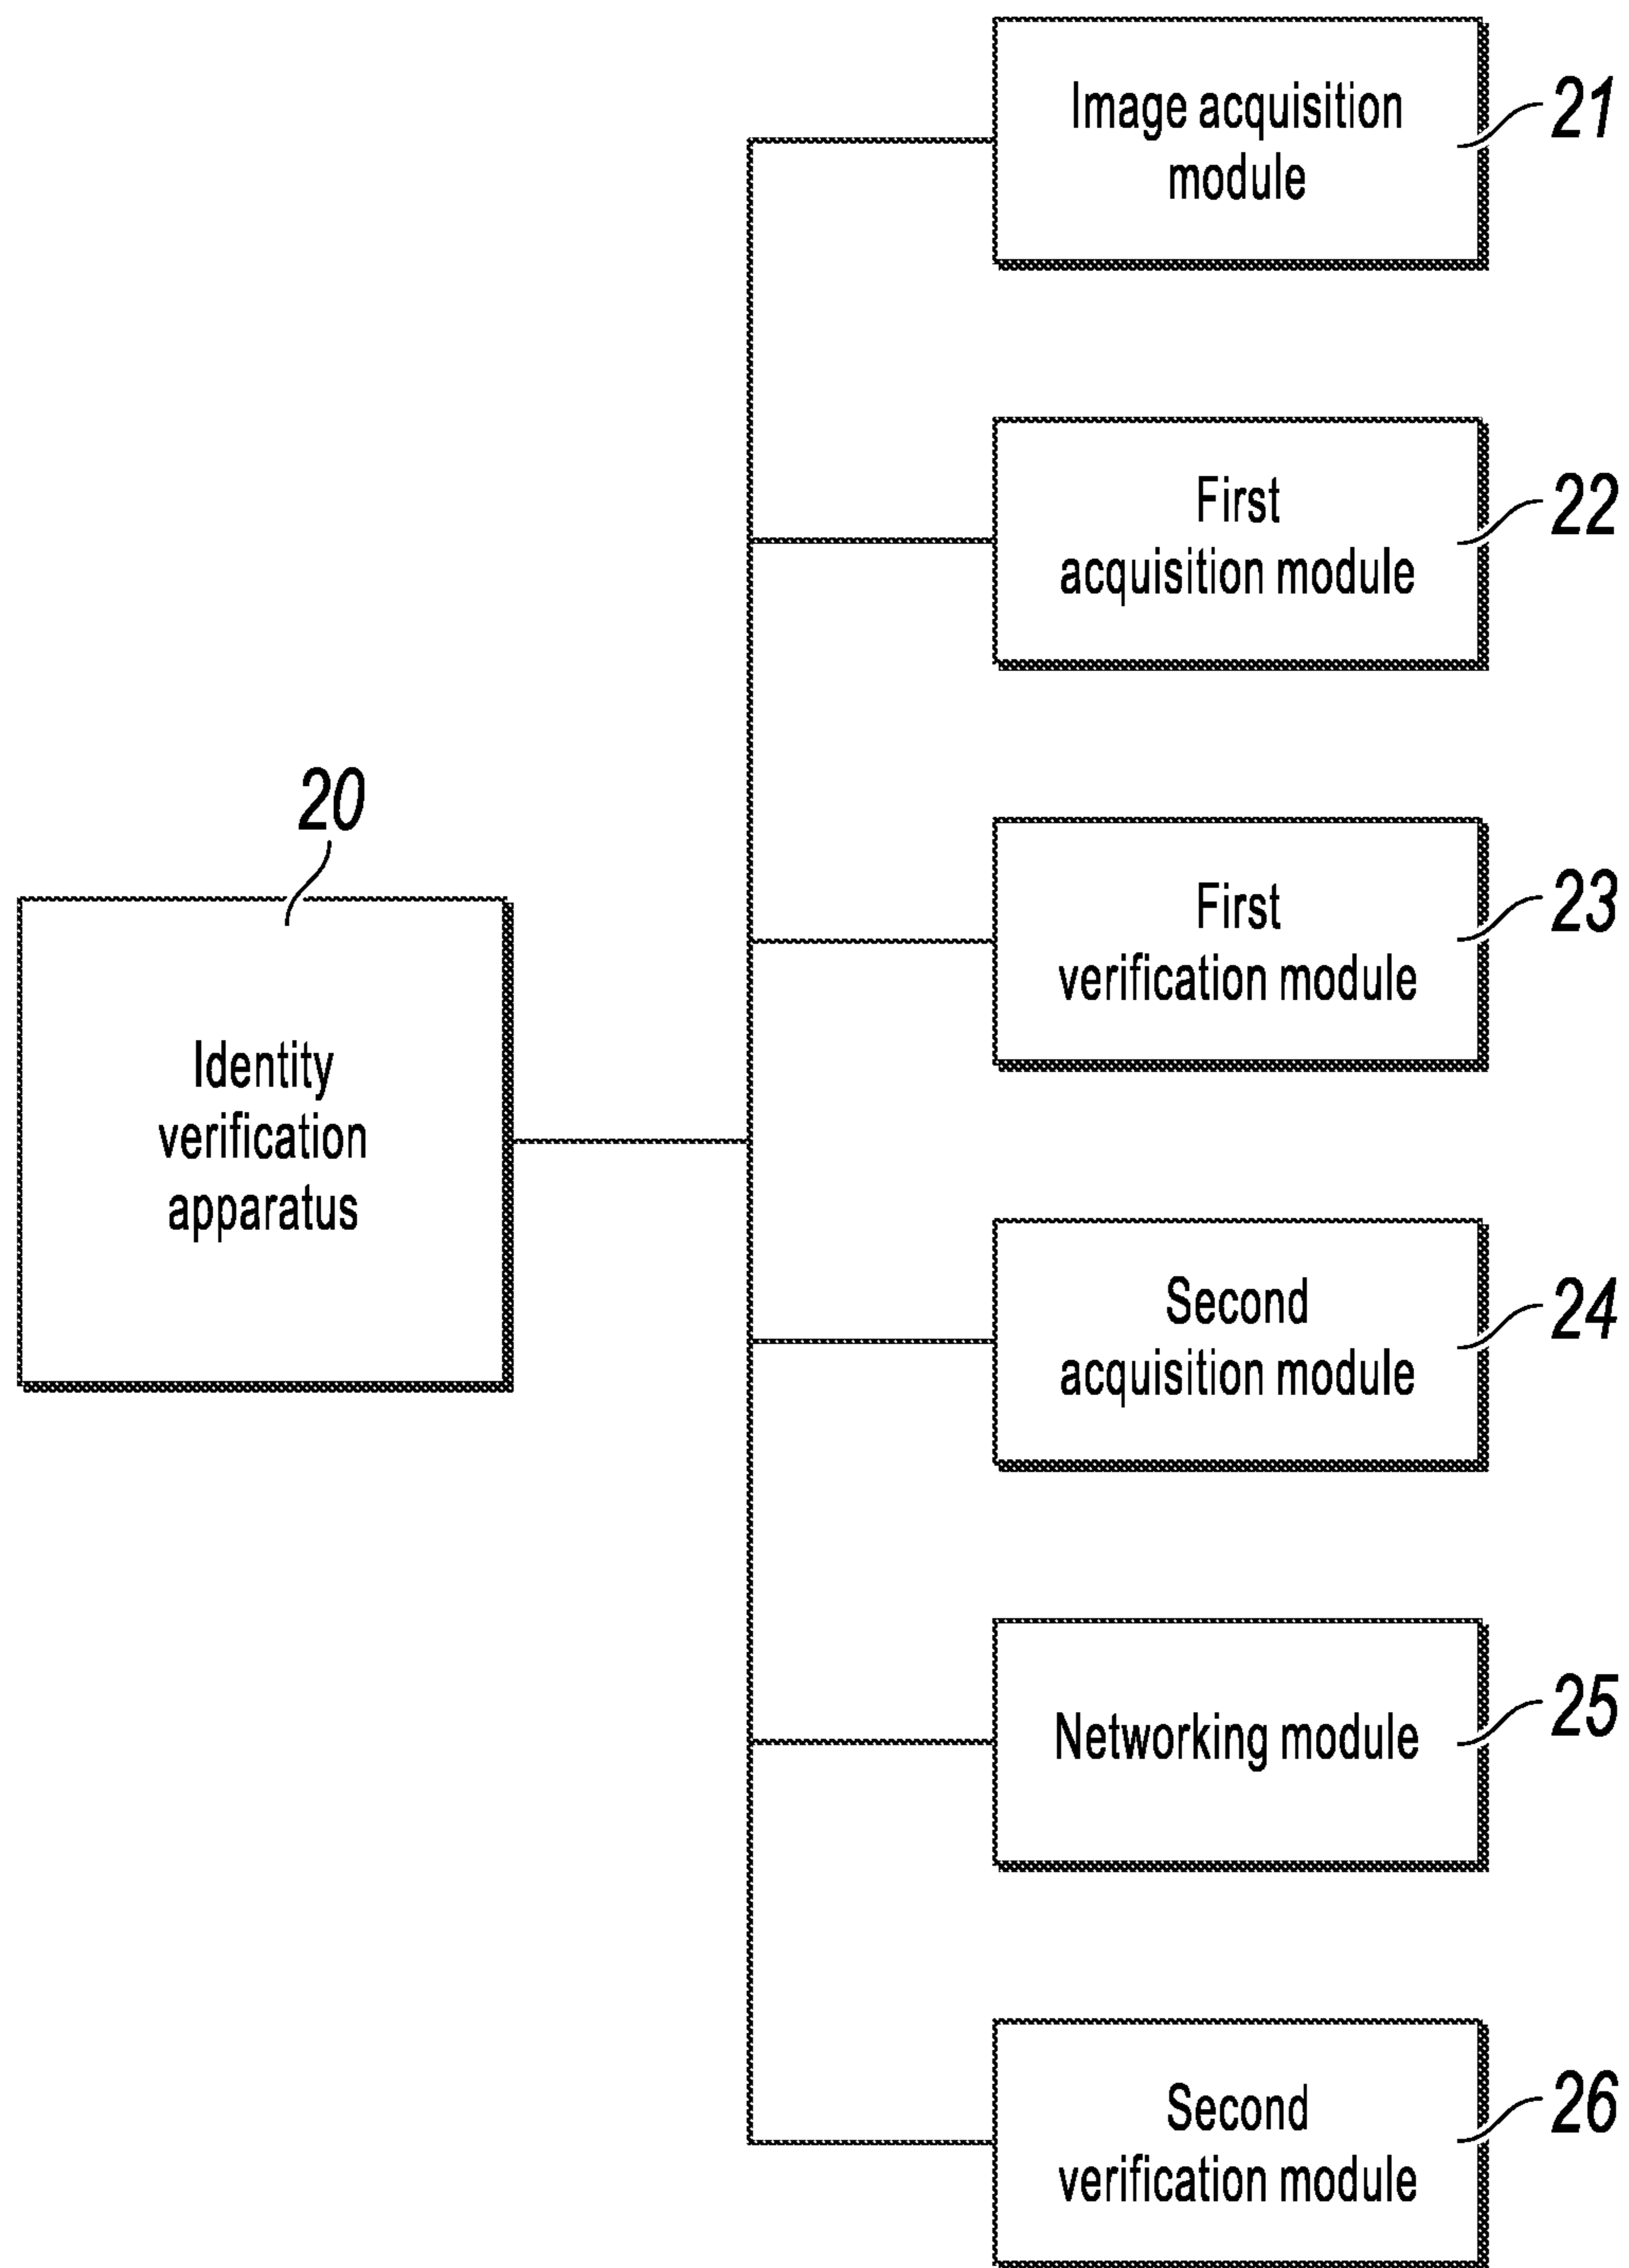 Image acquisition
module
21
First
acquisition module
22
20
First
verification module
23
Identity
verification
apparatus
Second
acquisition module
24
Networking module
25
Second
verification module
26